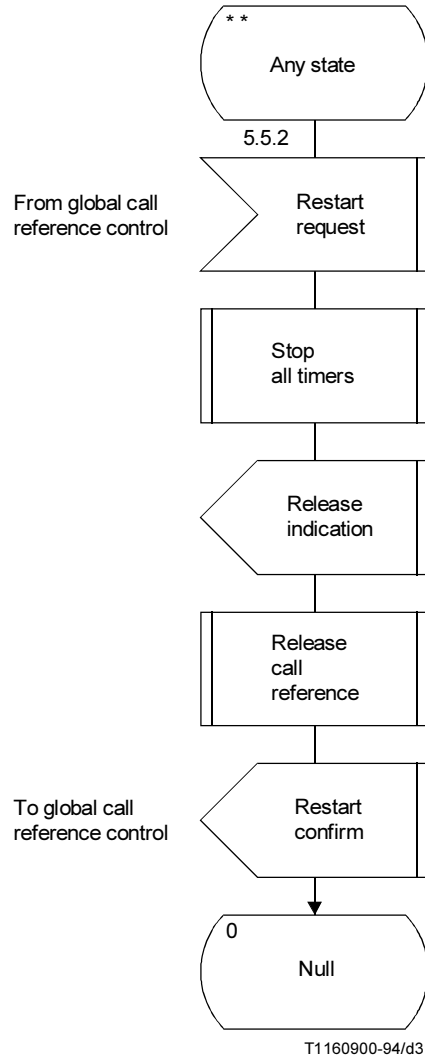 * *
Any state
5.5.2
From global call
reference control
Restart
request
Stop
all timers
Release
indication
Release
call
reference
To global call
reference control
Restart
confirm
0
Null
T1160900-94/d3